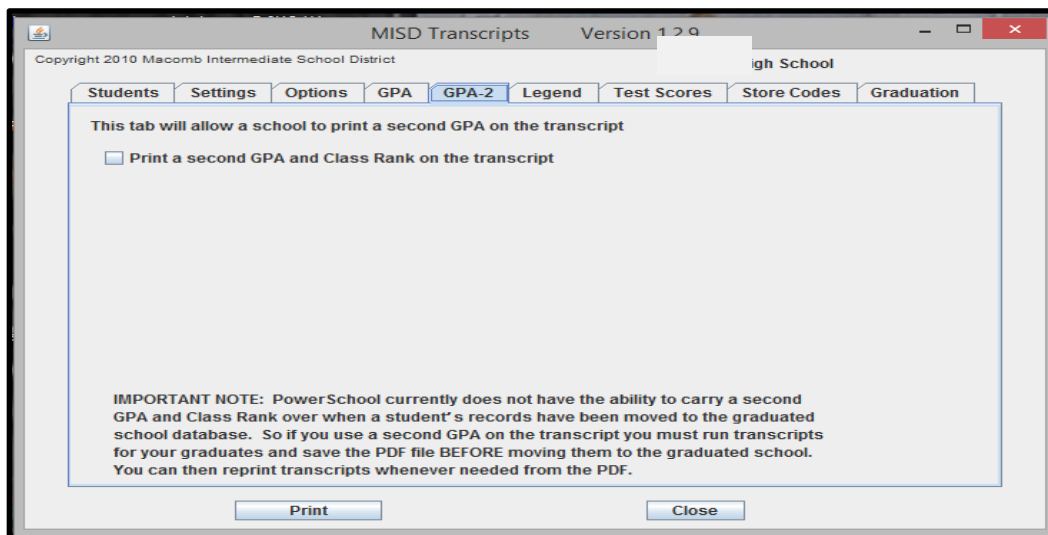 MISD Transcripts Version 1.2.9
Copyright 2010 Macomb Intermediate School District
School
Students Settings Options GPA GPA-2 Legend Test Scores Store Codes Graduation
This tab will allow a school to print a second GPA on the transcript
Print a second GPA and Class Rank on the transcript
IMPORTANT NOTE: PowerSchool currently does not have the ability to carry a second
GPA and Class Rank over when a student's records have been moved to the graduated
school database. So if you use a second GPA on the transcript you must run transcripts
for your graduates and save the PDF file BEFORE moving them to the graduated school.
You can then reprint transcripts whenever needed from the PDF.
Print Close